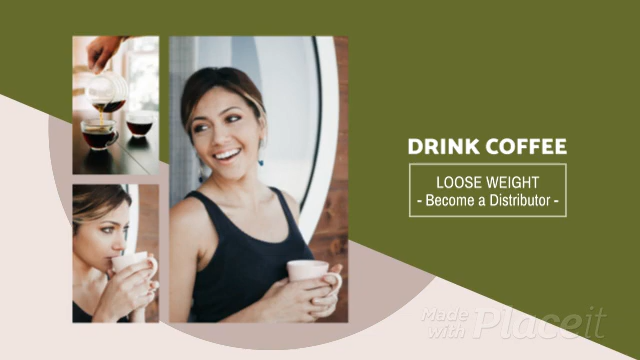 DRINK COFFEE
LOOSE WEIGHT
- Become a Distributor -
Made
with Placeit